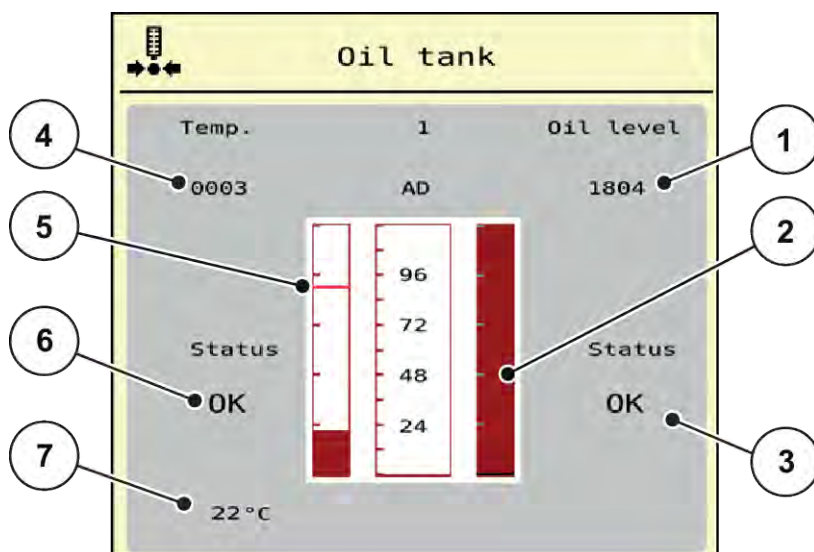 Oil tank
Temp. 1 Oil level
4 1
0003 AD 1804
5 2
96
72
6 Status Status
48
OK OK
24
7 3
22°C